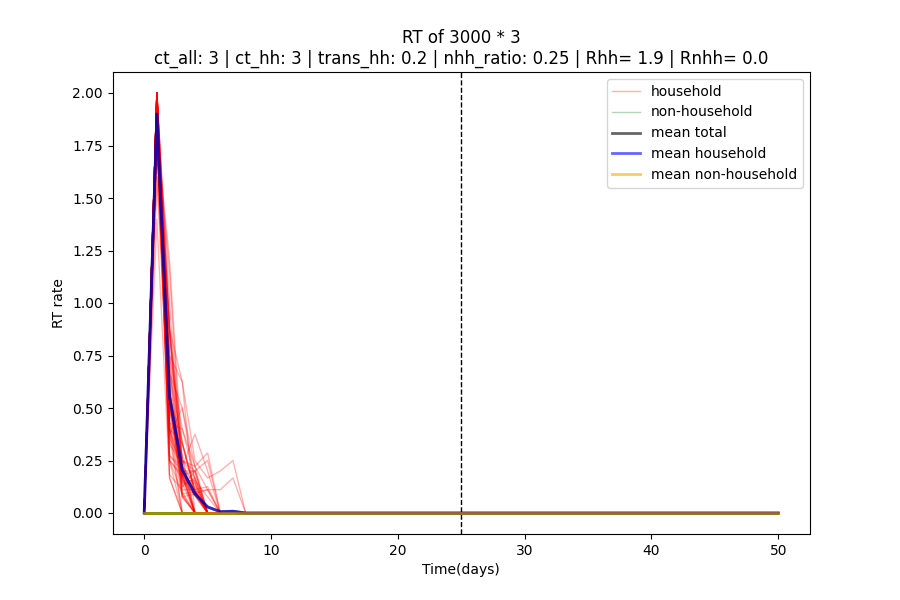 RT of 3000 * 3
ct_all: 3 | ct_hh: 3 | trans_hh: 0.2 | nhh_ratio: 0.25 | Rhh= 1.9 | Rnhh= 0.0
household
non-household
mean total
mean household
mean non-household
2.00
1.75
1.50
1.25
1.00
0.75
0.50
0.25
0.00
RT rate
0 10 20 30 40 50
Time(days)